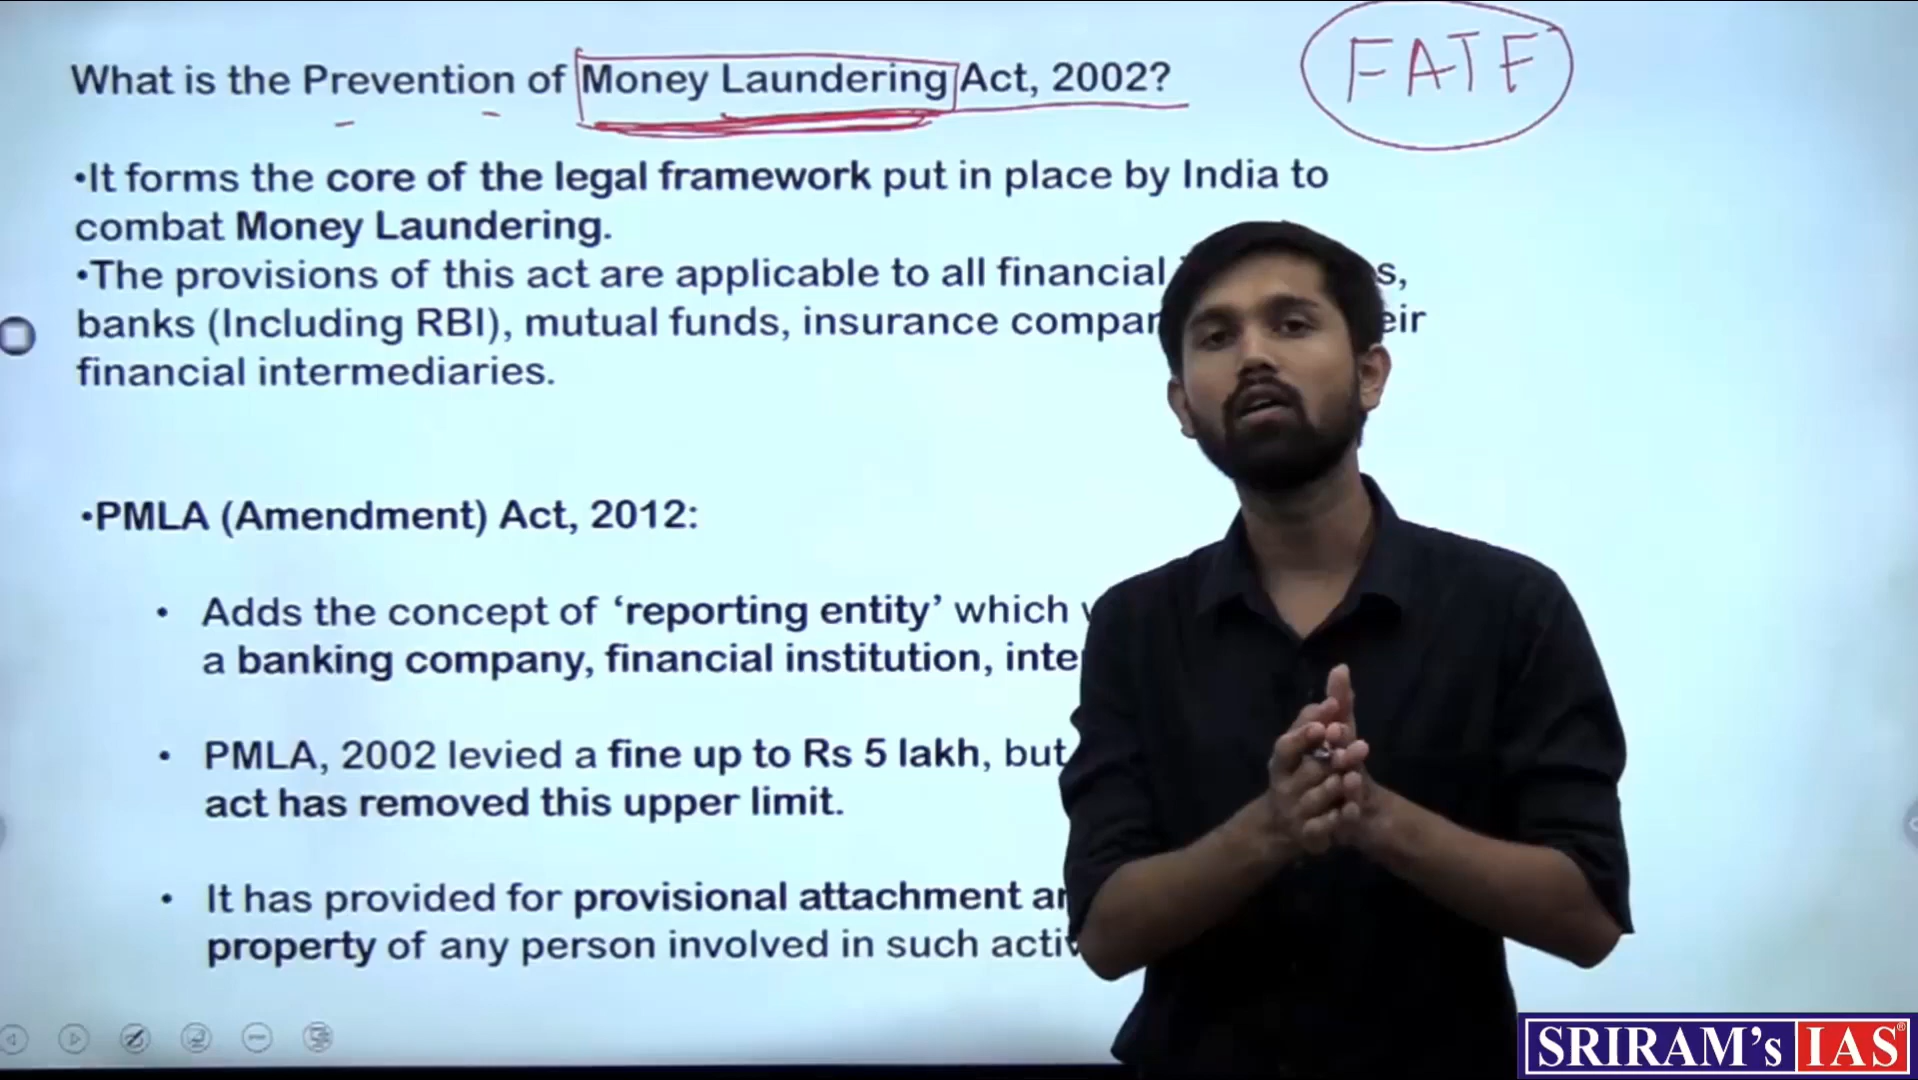 What is the Prevention of Money Laundering Act, 2002?
FATF
•It forms the core of the legal framework put in place by India to
combat Money Laundering.
•The provisions of this act are applicable to all financial
banks (Including RBI), mutual funds, insurance
financial intermediaries.
•PMLA (Amendment) Act, 2012:
• Adds the concept of ‘reporting entity’ which
a banking company, financial institution,
• PMLA, 2002 levied a fine up to Rs 5 lakh, but
act has removed this upper limit.
• It has provided for provisional attachment
property of any person involved in such
SRIRAM's IAS®